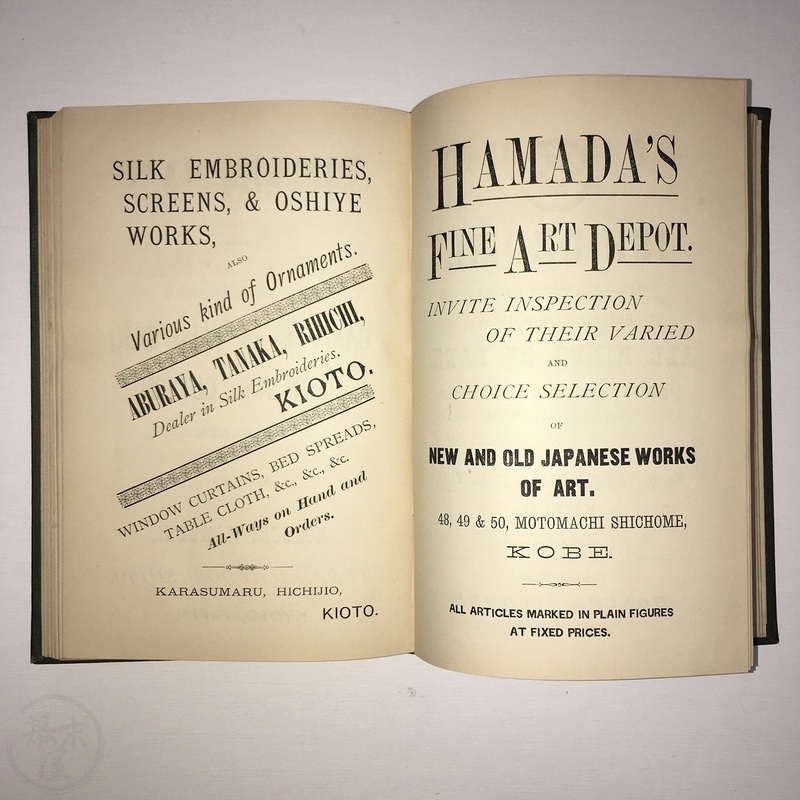 SILK EMBROIDERIES,
SCREENS, & OSHIYE
WORKS,
ALSO
Various kind of Ornaments.
ABURAYA, TANAKA, RIHICHI,
Dealer in Silk Embroideries.
KIOTO.
WINDOW CURTAINS, BED SPREADS,
TABLE CLOTH, &c., &c., &c.
All-Ways on Hand and
Orders.
KARASUMARU, HICHIJIO,
KIOTO.
HAMADA'S
FINE ART DEPOT.
INVITE INSPECTION
OF THEIR VARIED
AND
CHOICE SELECTION
OF
NEW AND OLD JAPANESE WORKS
OF ART.
48, 49 & 50, MOTOMACHI SHICHOME,
KOBE.
ALL ARTICLES MARKED IN PLAIN FIGURES
AT FIXED PRICES.
幕末屋